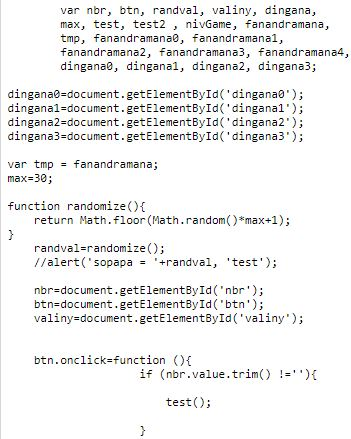 var nbr, btn, randval, valiny, dingana,
max, test, test2 , nivGame, fanandramana,
tmp, fanandramana0, fanandramana1,
fanandramana2, fanandramana3, fanandramana4,
dingana0, dingana1, dingana2, dingana3;
dingana0=document.getElementById('dingana0');
dingana1=document.getElementById('dingana1');
dingana2=document.getElementById('dingana2');
dingana3=document.getElementById('dingana3');
var tmp = fanandramana;
max=30;
function randomize(){
return Math.floor(Math.random()*max+1);
}
randval=randomize();
//alert('sopapa = '+randval, 'test');
nbr=document.getElementById('nbr');
btn=document.getElementById('btn');
valiny=document.getElementById('valiny');
btn.onclick=function (){
if (nbr.value.trim() !=''){
test();
}